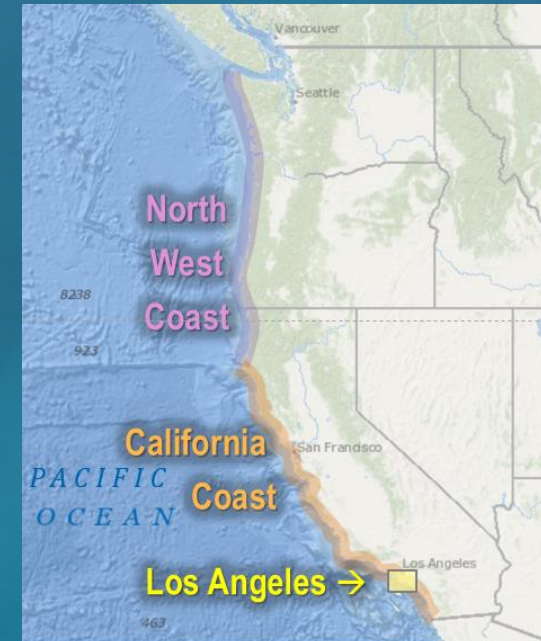 Vancouver
Seattle
North
West
Coast
8238
923
California
San Francisco
PACIFIC
Coast
OCEAN
Los Angeles
Los Angeles →
463